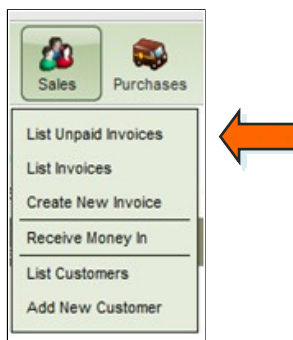 Sales Purchases
List Unpaid Invoices
List Invoices
Create New Invoice
Receive Money In
List Customers
Add New Customer